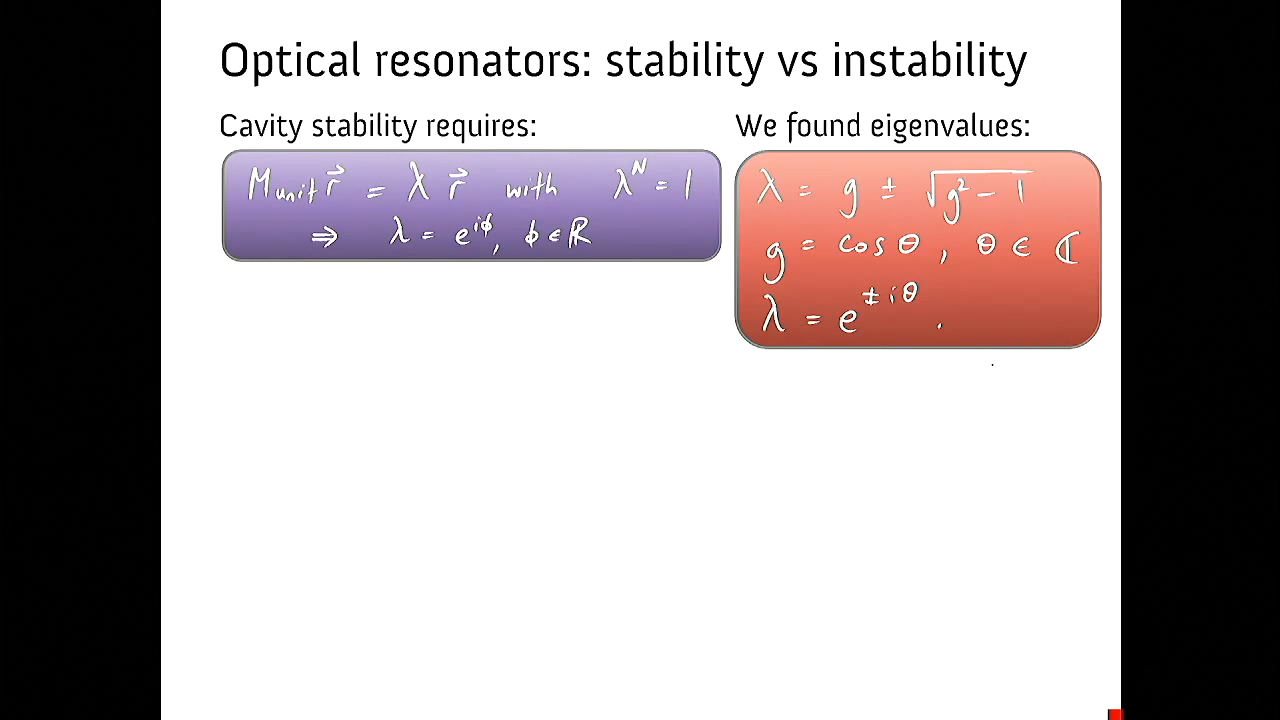 Optical resonators: stability vs instability
Cavity stability requires:
M_unit r⃗ = λ r⃗ with λ^N = 1
⇒ λ = e^{iϕ}, ϕ ∈ ℝ
We found eigenvalues:
λ = g ± √(g² − 1)
g = cos θ, θ ∈ ℂ
λ = e^{±iθ}.